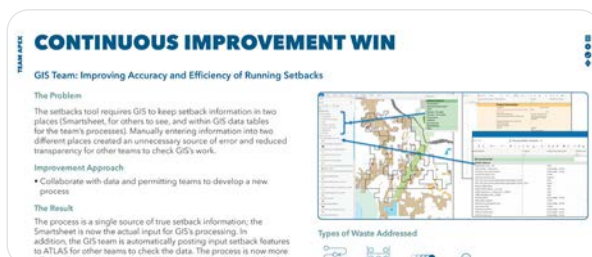 TEAM APEX
CONTINUOUS IMPROVEMENT WIN
GIS Team: Improving Accuracy and Efficiency of Running Setbacks
The Problem
The setbacks tool requires GIS to keep setback information in two
places (Smartsheet, for others to see, and within GIS data tables
for the team's processes). Manually entering information into two
different places created an unnecessary source of error and reduced
transparency for other teams to check GIS's work.
Improvement Approach
• Collaborate with data and permitting teams to develop a new
process
The Result
The process is a single source of true setback information; the
Smartsheet is now the actual input for GIS's processing. In
addition, the GIS team is automatically posting input setback features
to ATLAS for other teams to check the data. The process is now more
Types of Waste Addressed